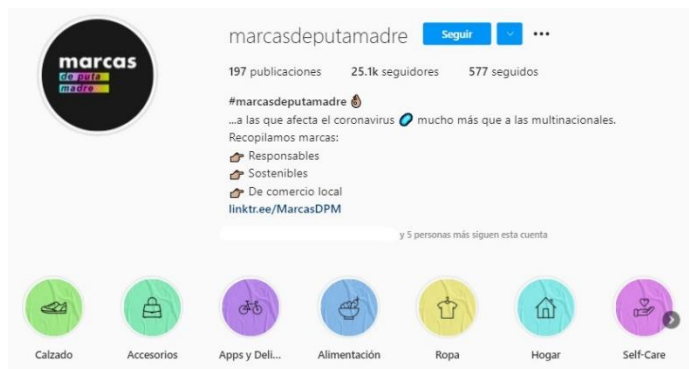 marcas
de puta
madre
marcasdeputamadre Seguir
197 publicaciones 25.1k seguidores 577 seguidos
#marcasdeputamadre 👌🏽
...a las que afecta el coronavirus mucho más que a las multinacionales.
Recopilamos marcas:
👉🏽 Responsables
👉🏽 Sostenibles
👉🏽 De comercio local
linktr.ee/MarcasDPM
y 5 personas más siguen esta cuenta
Calzado Accesorios Apps y Deli... Alimentación Ropa Hogar Self-Care